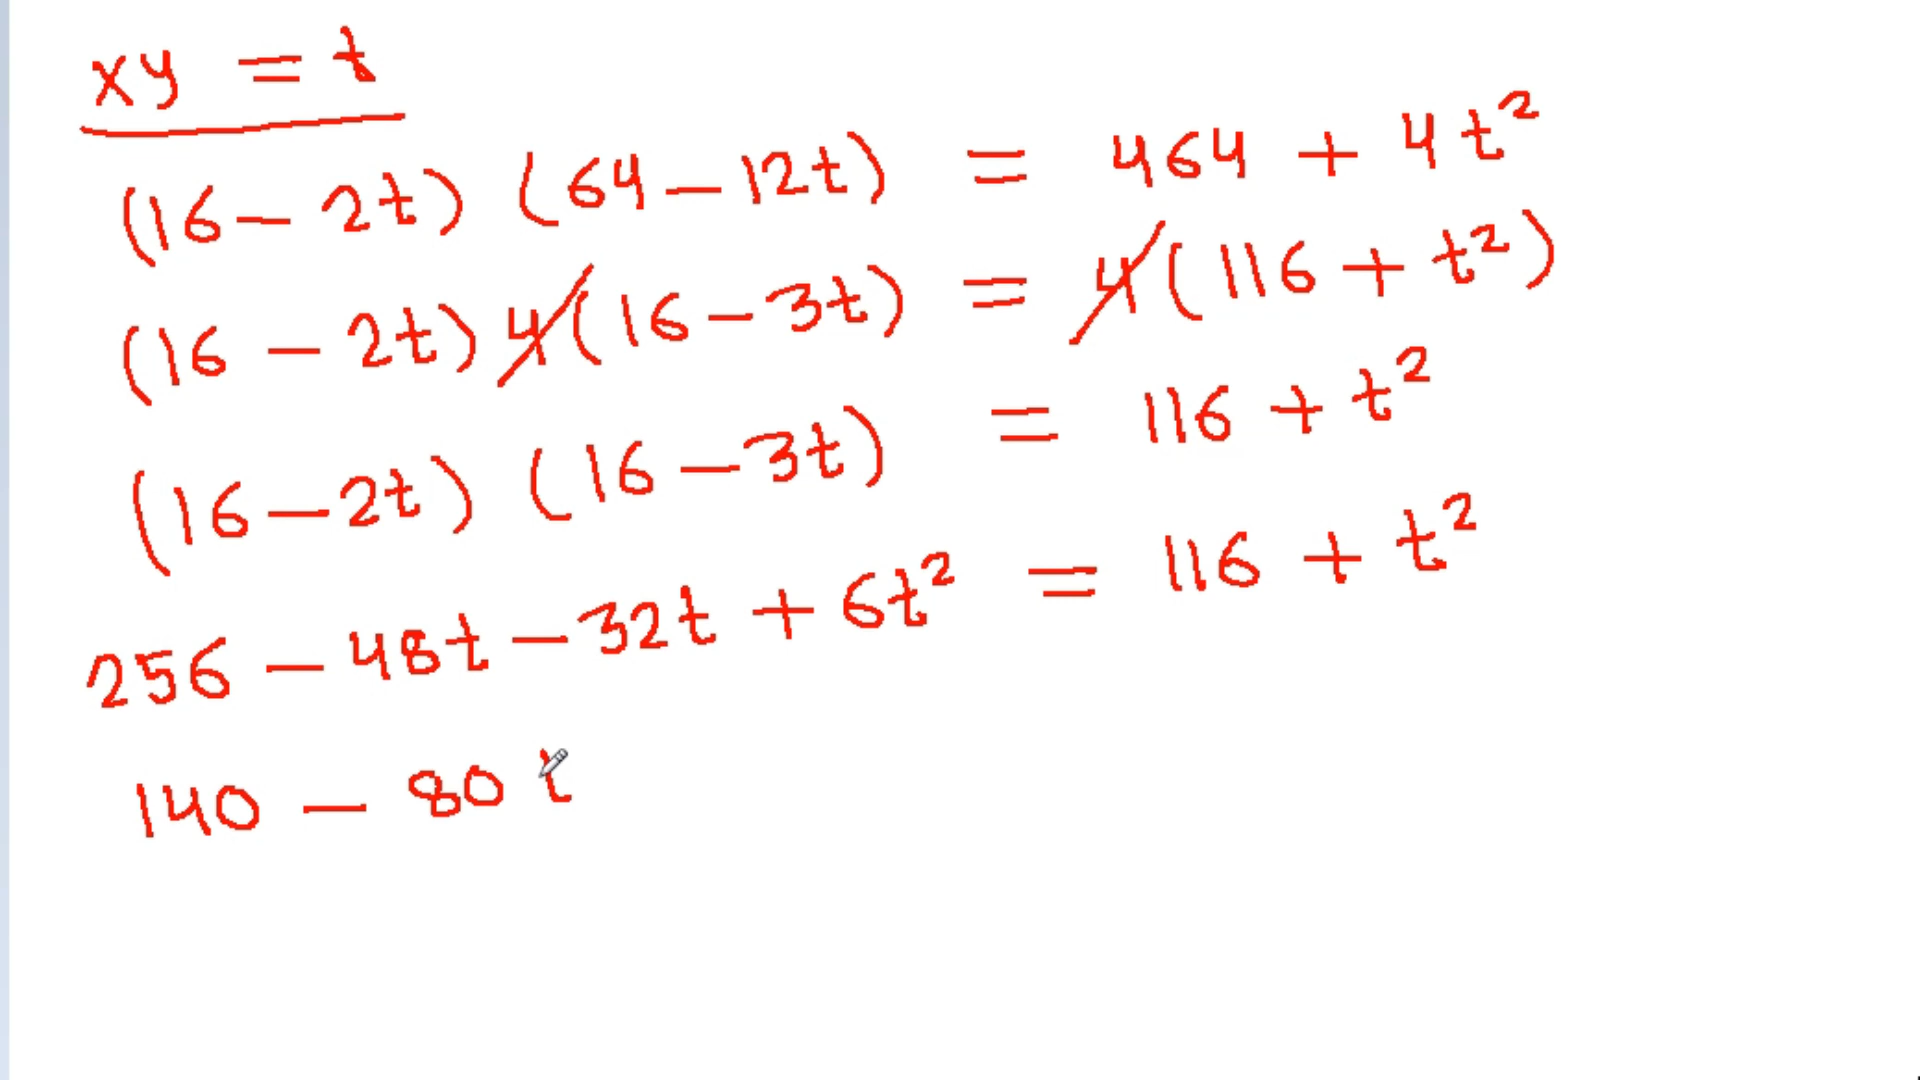 xy = t
(16 - 2t) (64 - 12t) = 464 + 4t²
(16 - 2t) 4(16 - 3t) = 4(116 + t²)
(16 - 2t) (16 - 3t) = 116 + t²
256 - 48t - 32t + 6t² = 116 + t²
140 - 80t